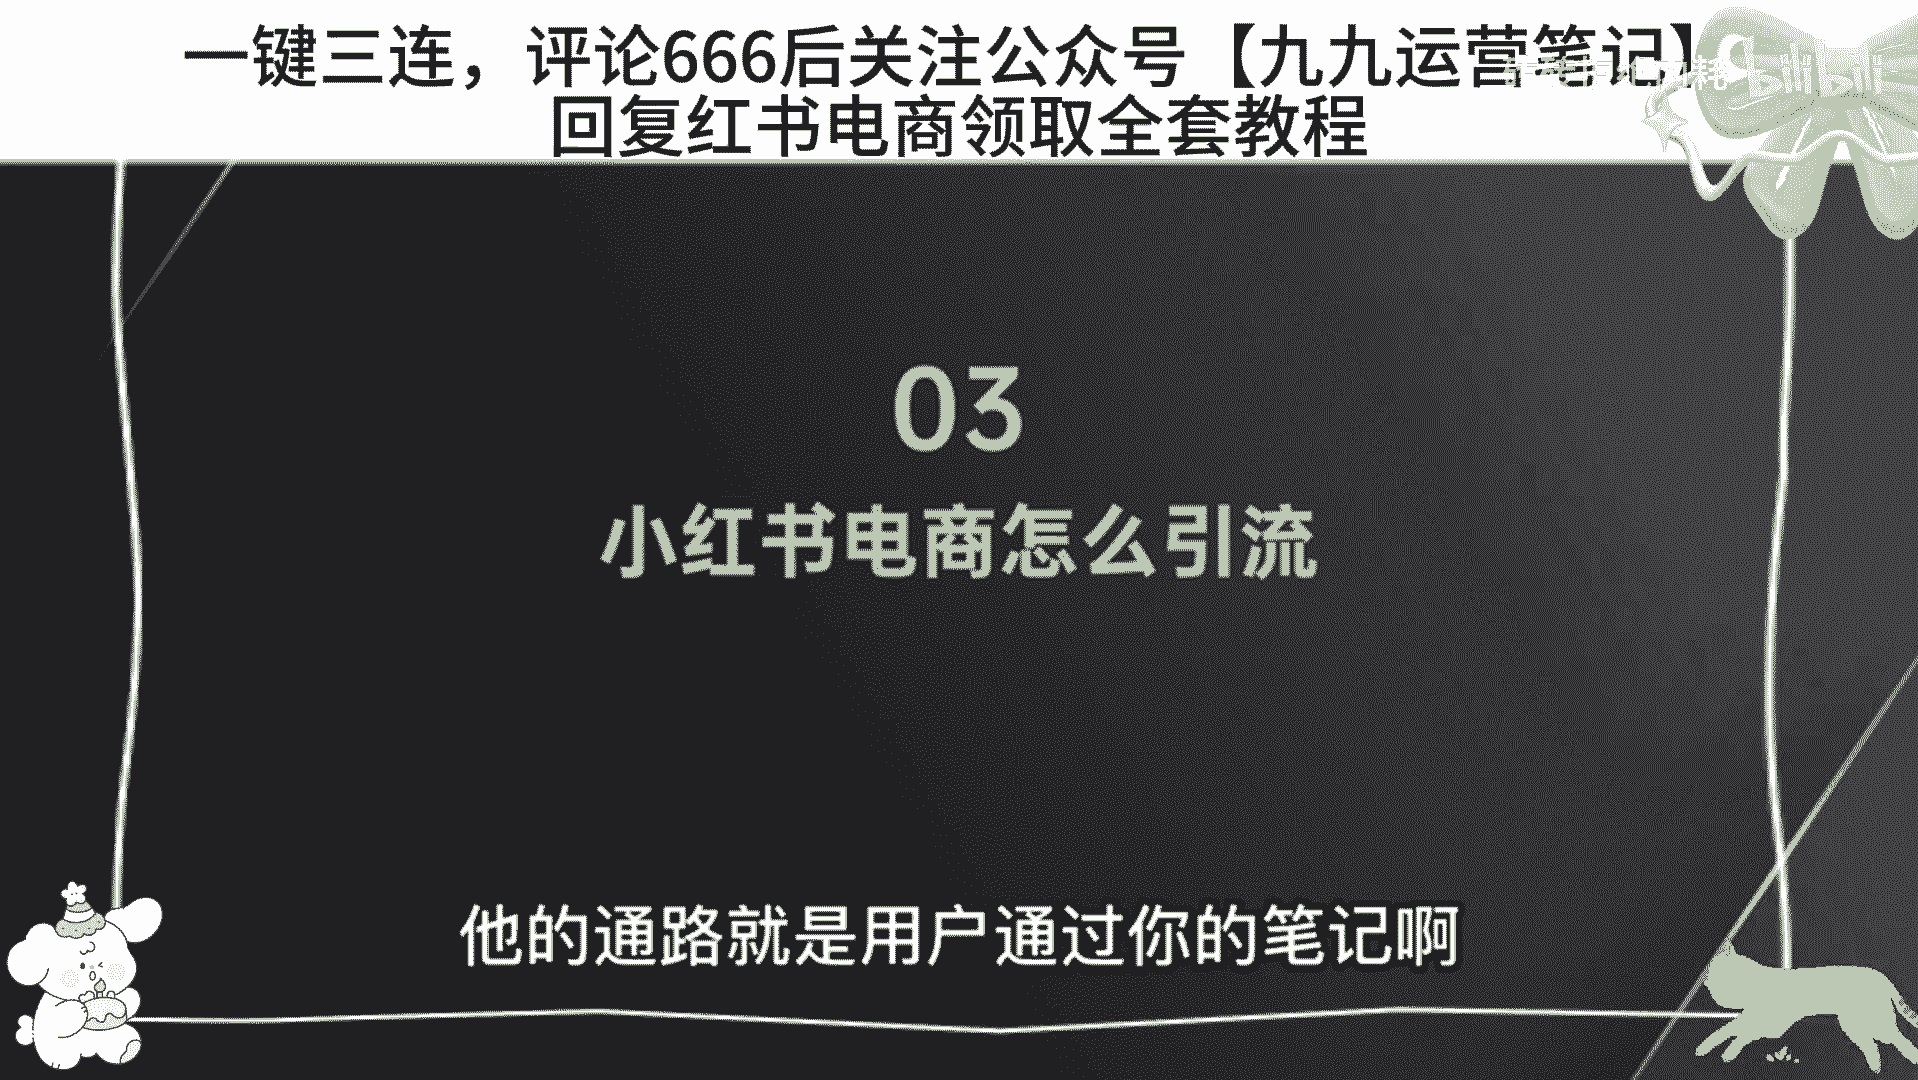 一键三连，评论666后关注公众号【九九运营笔记】
回复红书电商领取全套教程
bilibili
03
小红书电商怎么引流
他的通路就是用户通过你的笔记啊